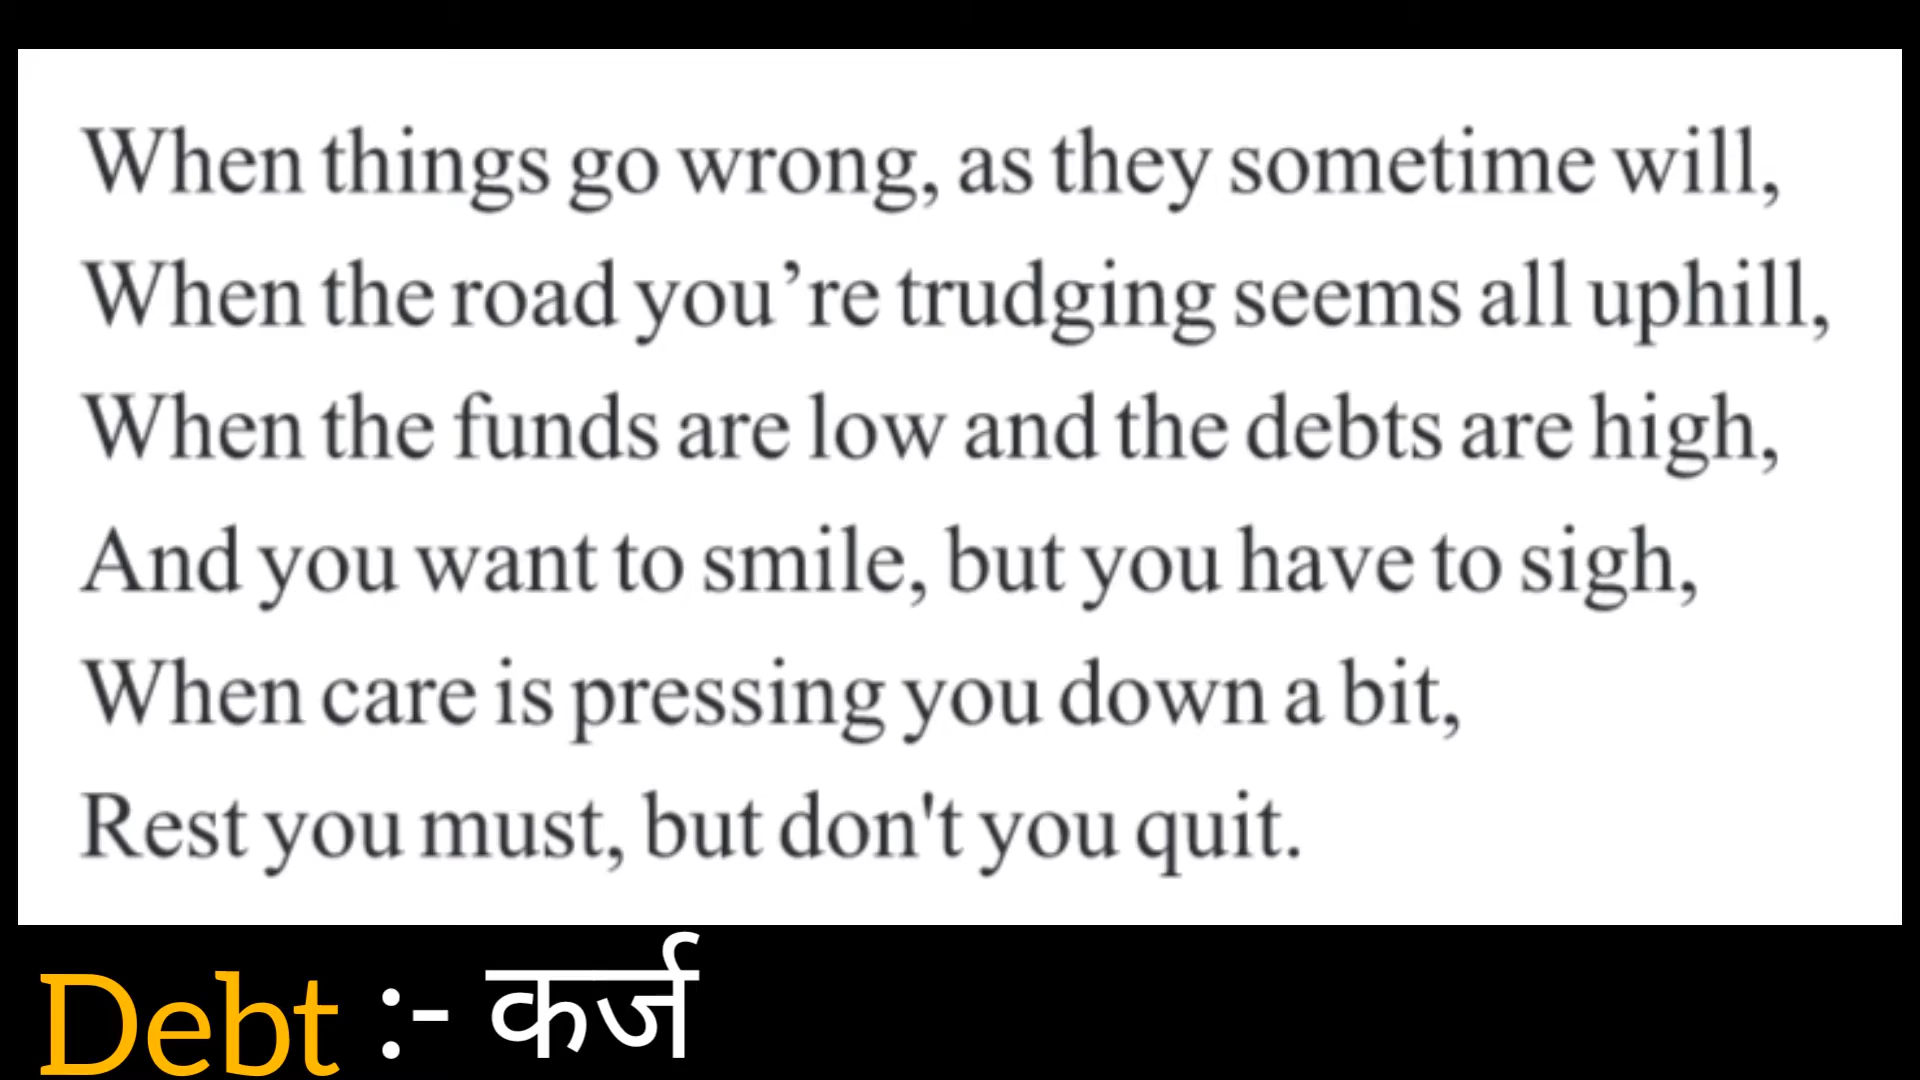 When things go wrong, as they sometime will,
When the road you’re trudging seems all uphill,
When the funds are low and the debts are high,
And you want to smile, but you have to sigh,
When care is pressing you down a bit,
Rest you must, but don't you quit.
Debt :- कर्ज